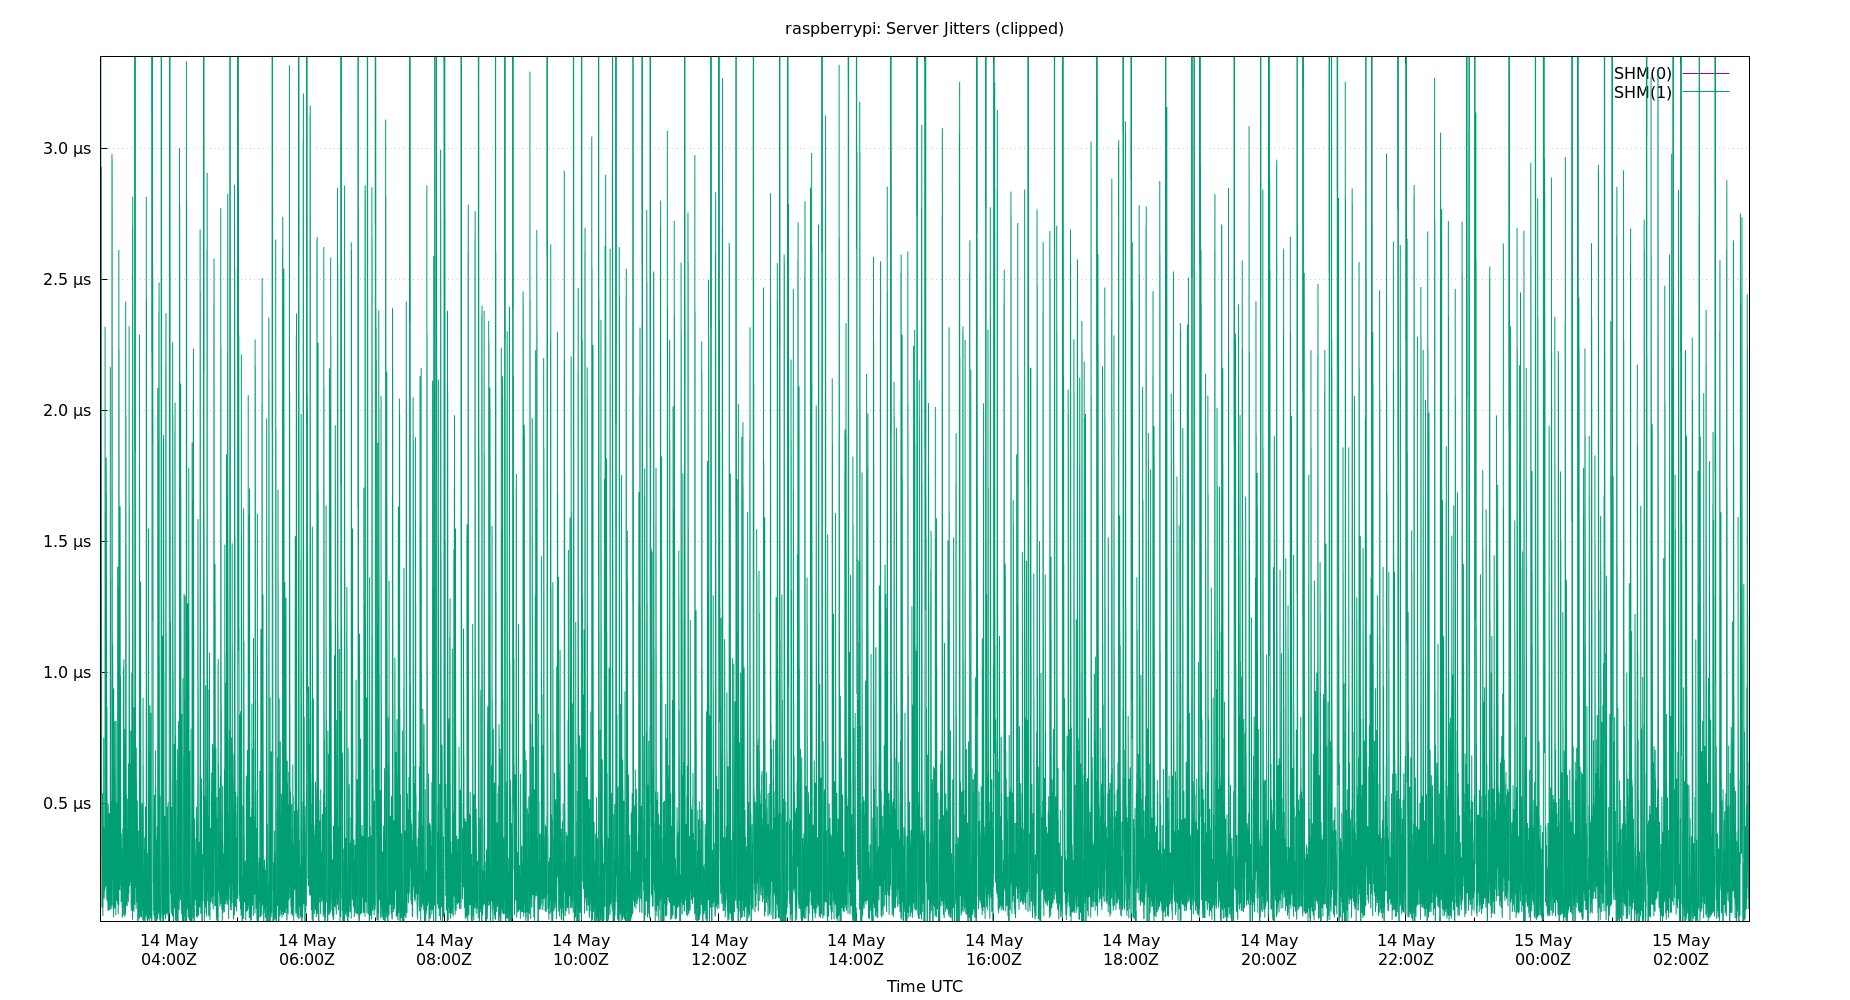 raspberrypi: Server Jitters (clipped)
SHM(0)
SHM(1)
3.0 µs
2.5 µs
2.0 µs
1.5 µs
1.0 µs
0.5 µs
14 May 14 May 14 May 14 May 14 May 14 May 14 May 14 May 14 May 14 May 15 May 15 May
04:00Z 06:00Z 08:00Z 10:00Z 12:00Z 14:00Z 16:00Z 18:00Z 20:00Z 22:00Z 00:00Z 02:00Z
Time UTC